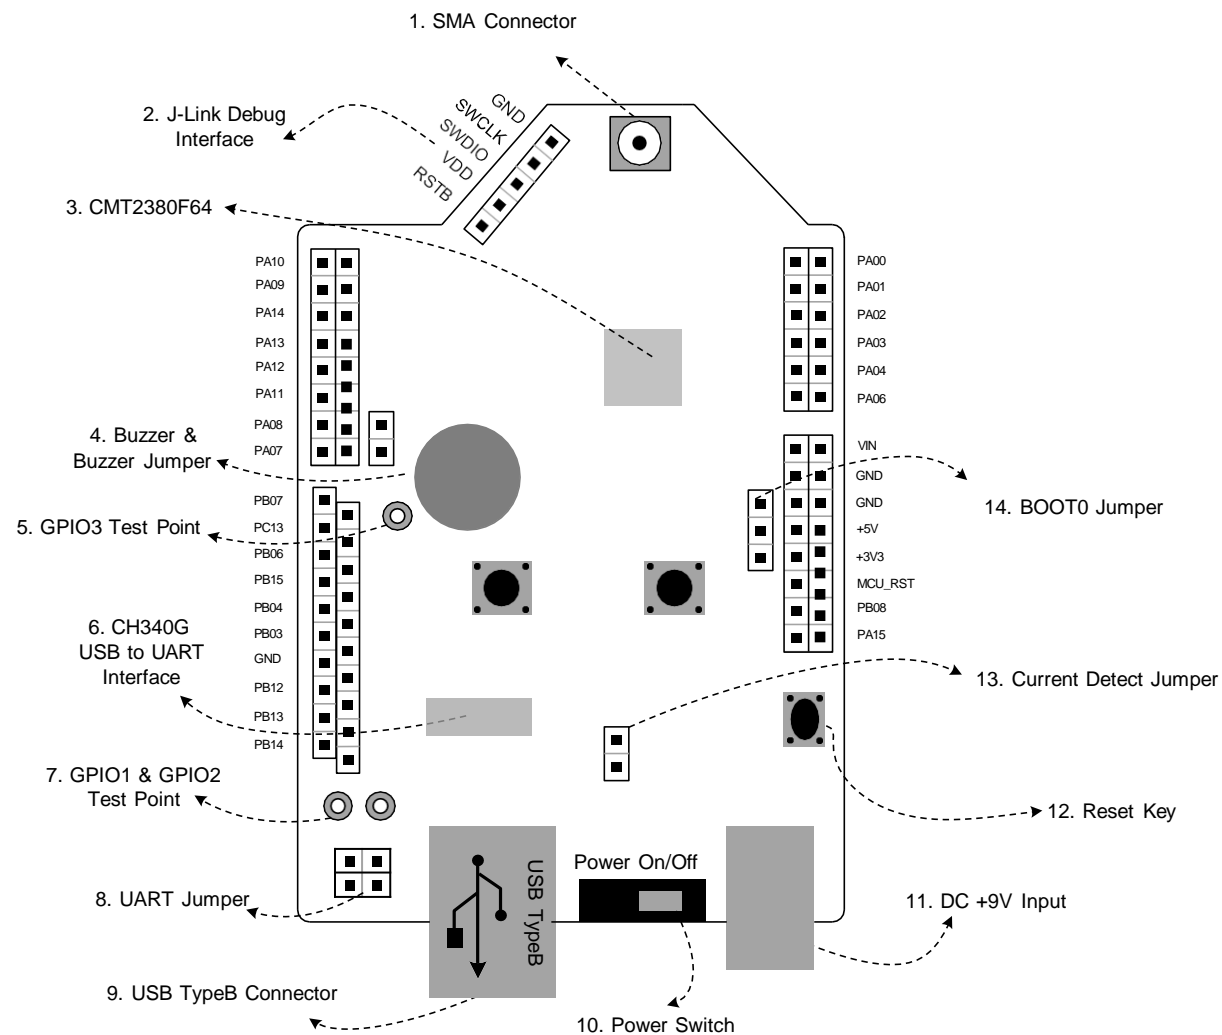 1. SMA Connector
2. J-Link Debug
Interface
GND
SWCLK
SWDIO
VDD
RSTB
3. CMT2380F64
PA10
PA09
PA14
PA13
PA12
PA11
PA08
PA07
4. Buzzer &
Buzzer Jumper
PB07
PC13
PB06
PB15
PB04
PB03
GND
PB12
PB13
PB14
5. GPIO3 Test Point
6. CH340G
USB to UART
Interface
7. GPIO1 & GPIO2
Test Point
8. UART Jumper
9. USB TypeB Connector
USB TypeB
Power On/Off
10. Power Switch
PA00
PA01
PA02
PA03
PA04
PA06
VIN
GND
GND
+5V
+3V3
MCU_RST
PB08
PA15
14. BOOT0 Jumper
13. Current Detect Jumper
12. Reset Key
11. DC +9V Input